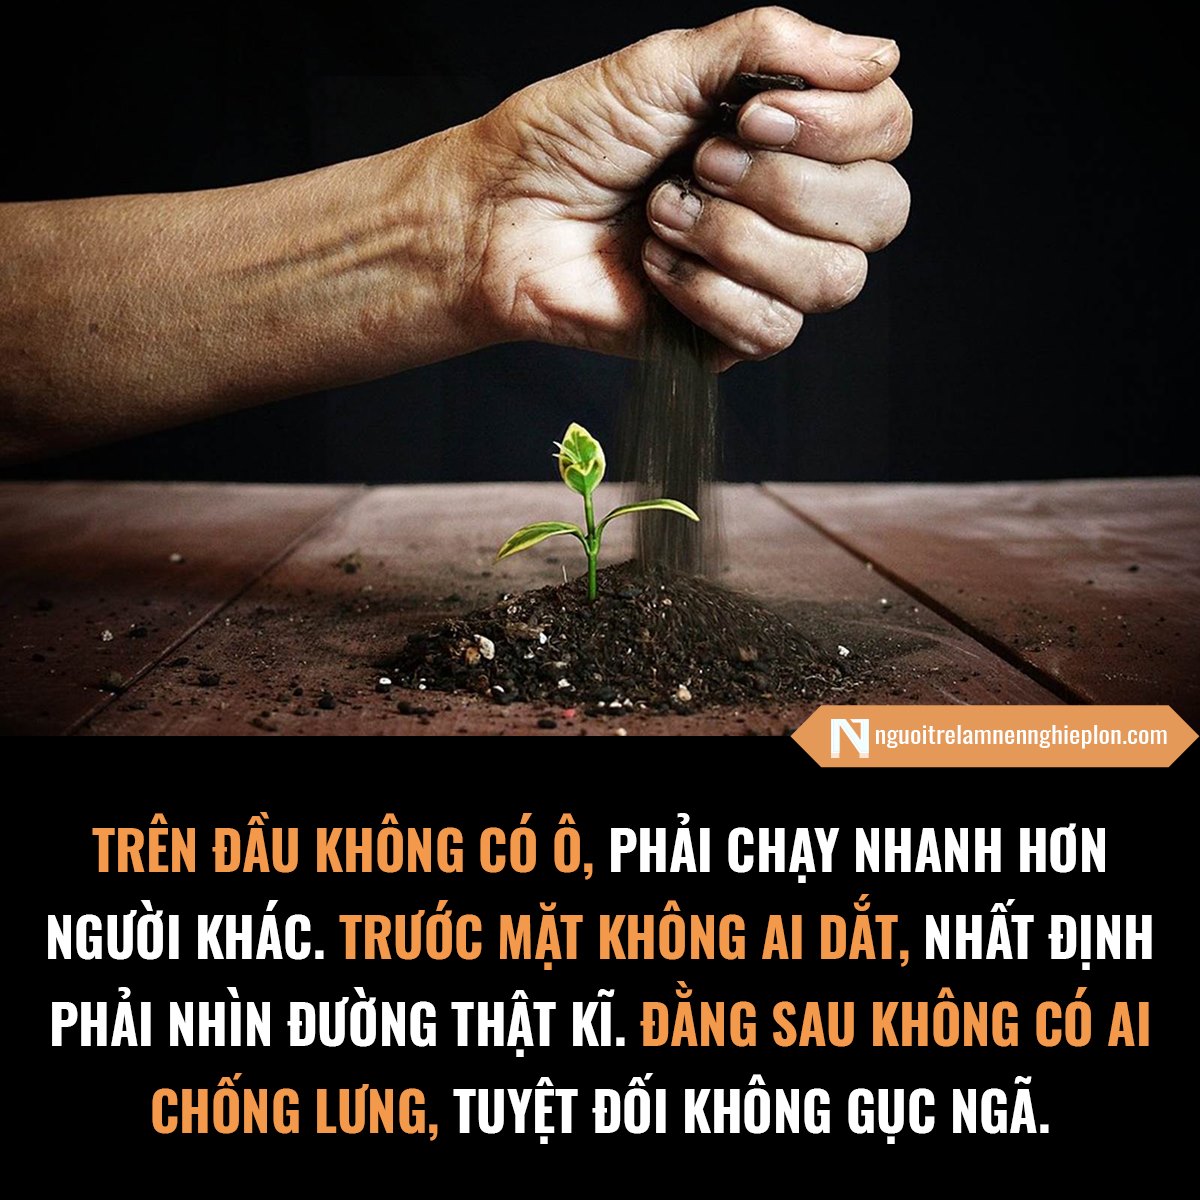 nguoitrelamnennghieplon.com
TRÊN ĐẦU KHÔNG CÓ Ô, PHẢI CHẠY NHANH HƠN
NGƯỜI KHÁC. TRƯỚC MẶT KHÔNG AI DẮT, NHẤT ĐỊNH
PHẢI NHÌN ĐƯỜNG THẬT KĨ. ĐẰNG SAU KHÔNG CÓ AI
CHỐNG LƯNG, TUYỆT ĐỐI KHÔNG GỤC NGÃ.